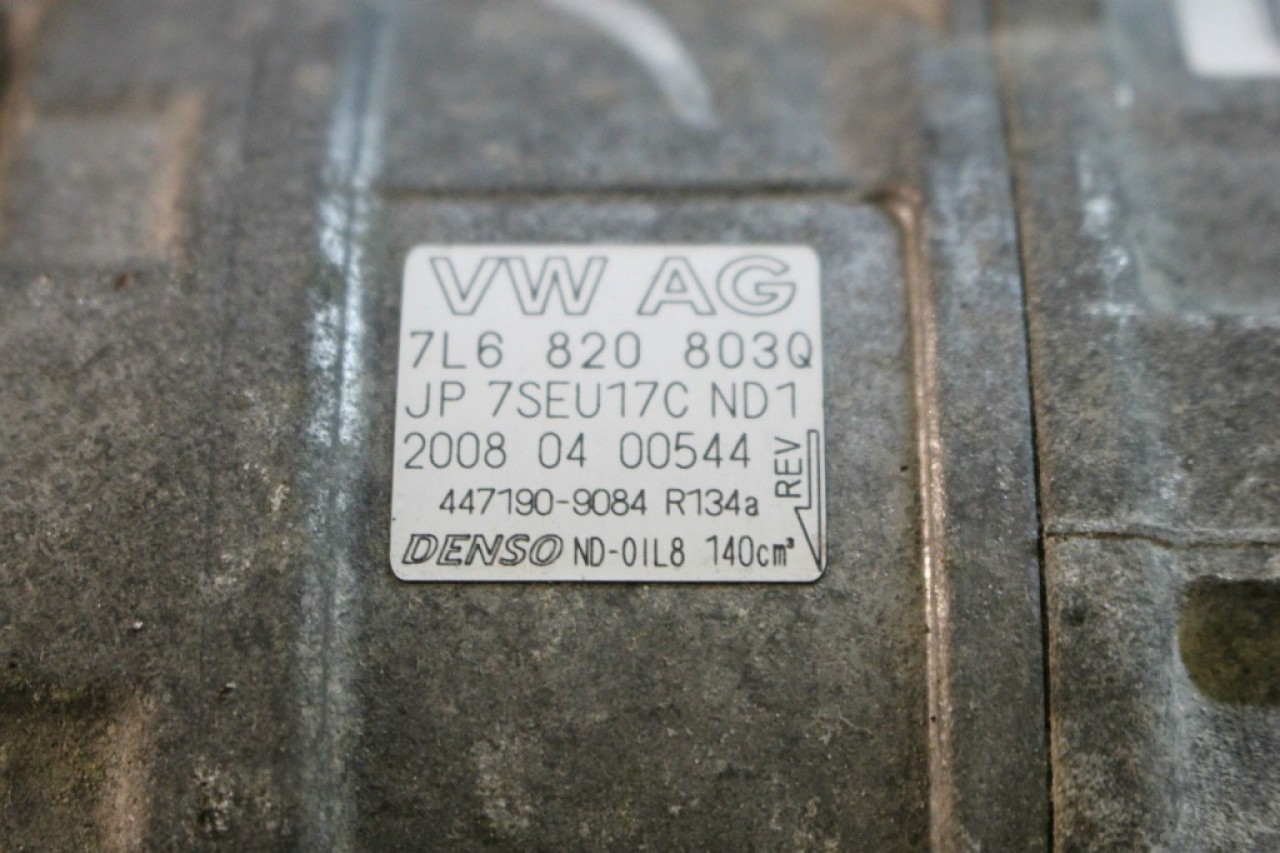 VW AG
7L6 820 803Q
JP 7SEU17C ND1
2008 04 00544
REV
447190-9084 R134a
DENSO ND-OIL8 140cm³